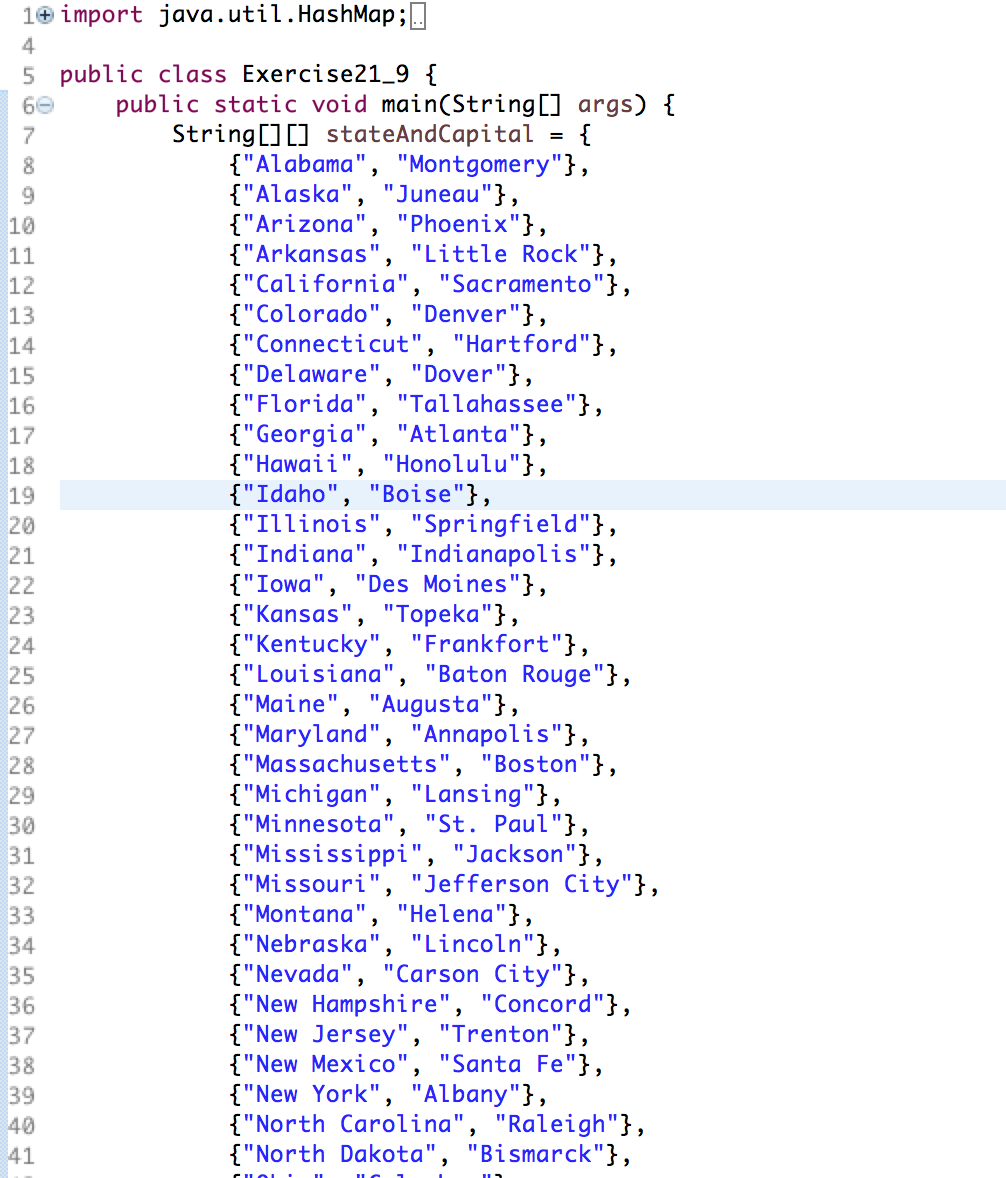 1 import java.util.HashMap;
4
5 public class Exercise21_9 {
6 public static void main(String[] args) {
7 String[][] stateAndCapital = {
8 {"Alabama", "Montgomery"},
9 {"Alaska", "Juneau"},
10 {"Arizona", "Phoenix"},
11 {"Arkansas", "Little Rock"},
12 {"California", "Sacramento"},
13 {"Colorado", "Denver"},
14 {"Connecticut", "Hartford"},
15 {"Delaware", "Dover"},
16 {"Florida", "Tallahassee"},
17 {"Georgia", "Atlanta"},
18 {"Hawaii", "Honolulu"},
19 {"Idaho", "Boise"},
20 {"Illinois", "Springfield"},
21 {"Indiana", "Indianapolis"},
22 {"Iowa", "Des Moines"},
23 {"Kansas", "Topeka"},
24 {"Kentucky", "Frankfort"},
25 {"Louisiana", "Baton Rouge"},
26 {"Maine", "Augusta"},
27 {"Maryland", "Annapolis"},
28 {"Massachusetts", "Boston"},
29 {"Michigan", "Lansing"},
30 {"Minnesota", "St. Paul"},
31 {"Mississippi", "Jackson"},
32 {"Missouri", "Jefferson City"},
33 {"Montana", "Helena"},
34 {"Nebraska", "Lincoln"},
35 {"Nevada", "Carson City"},
36 {"New Hampshire", "Concord"},
37 {"New Jersey", "Trenton"},
38 {"New Mexico", "Santa Fe"},
39 {"New York", "Albany"},
40 {"North Carolina", "Raleigh"},
41 {"North Dakota", "Bismarck"},